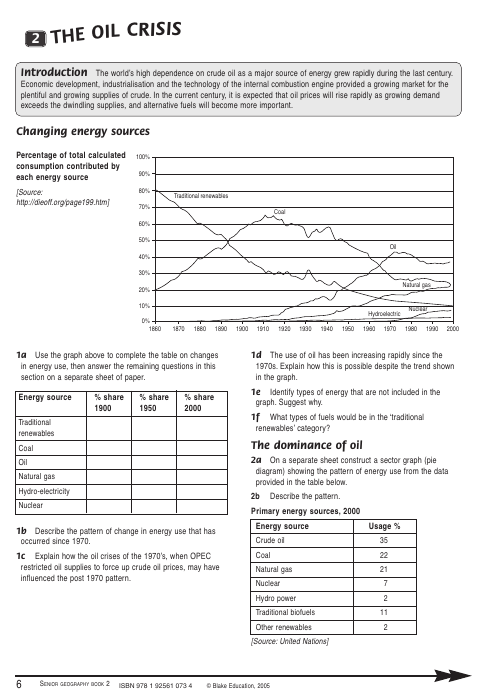 2 THE OIL CRISIS
Introduction The world's high dependence on crude oil as a major source of energy grew rapidly during the last century.
Economic development, industrialisation and the technology of the internal combustion engine provided a growing market for the
plentiful and growing supplies of crude. In the current century, it is expected that oil prices will rise rapidly as growing demand
exceeds the dwindling supplies, and alternative fuels will become more important.
Changing energy sources
Percentage of total calculated
consumption contributed by
each energy source
[Source:
http://dieoff.org/page199.htm]
100%
90%
80%
70%
60%
50%
40%
30%
20%
10%
0%
Traditional renewables
Coal
Oil
Natural gas
Nuclear
Hydroelectric
1860 1870 1880 1890 1900 1910 1920 1930 1940 1950 1960 1970 1980 1990 2000
1a Use the graph above to complete the table on changes
in energy use, then answer the remaining questions in this
section on a separate sheet of paper.
Energy source % share 1900 % share 1950 % share 2000
Traditional
renewables
Coal
Oil
Natural gas
Hydro-electricity
Nuclear
1b Describe the pattern of change in energy use that has
occurred since 1970.
1c Explain how the oil crises of the 1970's, when OPEC
restricted oil supplies to force up crude oil prices, may have
influenced the post 1970 pattern.
1d The use of oil has been increasing rapidly since the
1970s. Explain how this is possible despite the trend shown
in the graph.
1e Identify types of energy that are not included in the
graph. Suggest why.
1f What types of fuels would be in the 'traditional
renewables' category?
The dominance of oil
2a On a separate sheet construct a sector graph (pie
diagram) showing the pattern of energy use from the data
provided in the table below.
2b Describe the pattern.
Primary energy sources, 2000
Energy source Usage %
Crude oil 35
Coal 22
Natural gas 21
Nuclear 7
Hydro power 2
Traditional biofuels 11
Other renewables 2
[Source: United Nations]
6 SENIOR GEOGRAPHY BOOK 2 ISBN 978 1 92561 073 4 © Blake Education, 2005